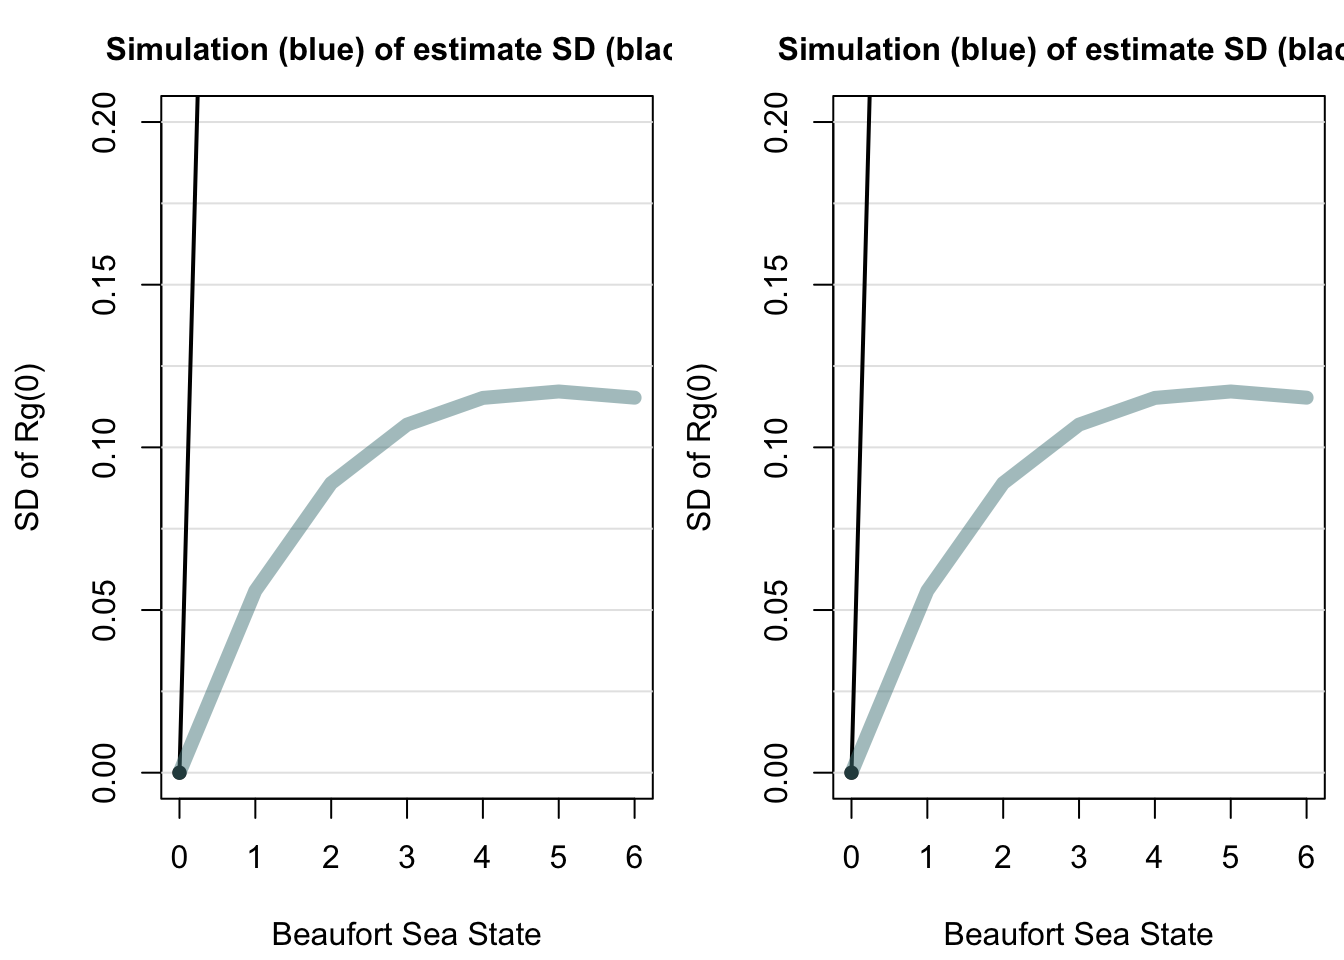 Simulation (blue) of estimate SD (blac
SD of Rg(0)
0.20
0.15
0.10
0.05
0.00
0 1 2 3 4 5 6
Beaufort Sea State
Simulation (blue) of estimate SD (blac
SD of Rg(0)
0.20
0.15
0.10
0.05
0.00
0 1 2 3 4 5 6
Beaufort Sea State